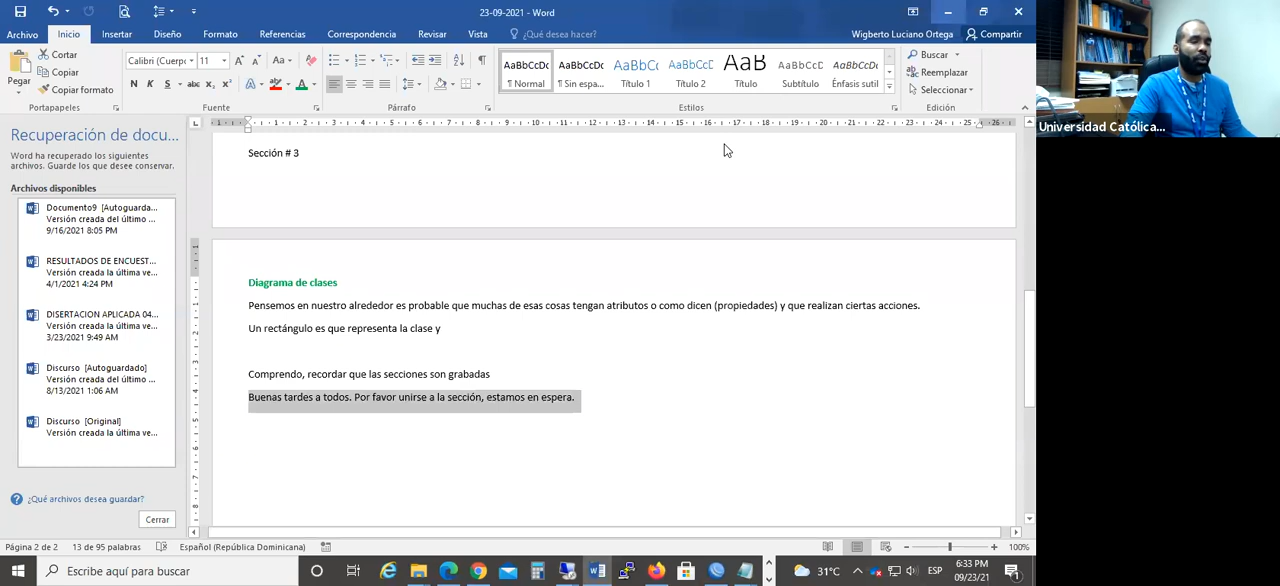 23-09-2021 - Word
Archivo Inicio Insertar Diseño Formato Referencias Correspondencia Revisar Vista ¿Qué desea hacer? Wigberto Luciano Ortega Compartir
Pegar
Cortar
Copiar
Copiar formato
Portapapeles
Calibri (Cuerpo 11
N K S abc x₂ x²
Fuente
Párrafo
AaBbCcDc AaBbCcDc AaBbCc AaBbCcD AaB AaBbCcD AaBbCcDc
¶ Normal ¶ Sin espa... Título 1 Título 2 Título Subtítulo Énfasis sutil
Estilos
Buscar
Reemplazar
Seleccionar
Edición
Universidad Católica...
Recuperación de docu...
Word ha recuperado los siguientes
archivos. Guarde los que desee conservar.
Archivos disponibles
Documento9 [Autoguarda...
Versión creada del último ...
9/16/2021 8:05 PM
RESULTADOS DE ENCUEST...
Versión creada la última ve...
4/1/2021 4:24 PM
DISERTACION APLICADA 04...
Versión creada la última ve...
3/23/2021 9:49 AM
Discurso [Autoguardado]
Versión creada del último ...
8/13/2021 1:06 AM
Discurso [Original]
Versión creada la última ve...
¿Qué archivos desea guardar?
Cerrar
Sección # 3
Diagrama de clases
Pensemos en nuestro alrededor es probable que muchas de esas cosas tengan atributos o como dicen (propiedades) y que realizan ciertas acciones.
Un rectángulo es que representa la clase y
Comprendo, recordar que las secciones son grabadas
Buenas tardes a todos. Por favor unirse a la sección, estamos en espera.
Página 2 de 2 13 de 95 palabras Español (República Dominicana) 100%
Escribe aquí para buscar
31°C ESP
6:33 PM
09/23/21